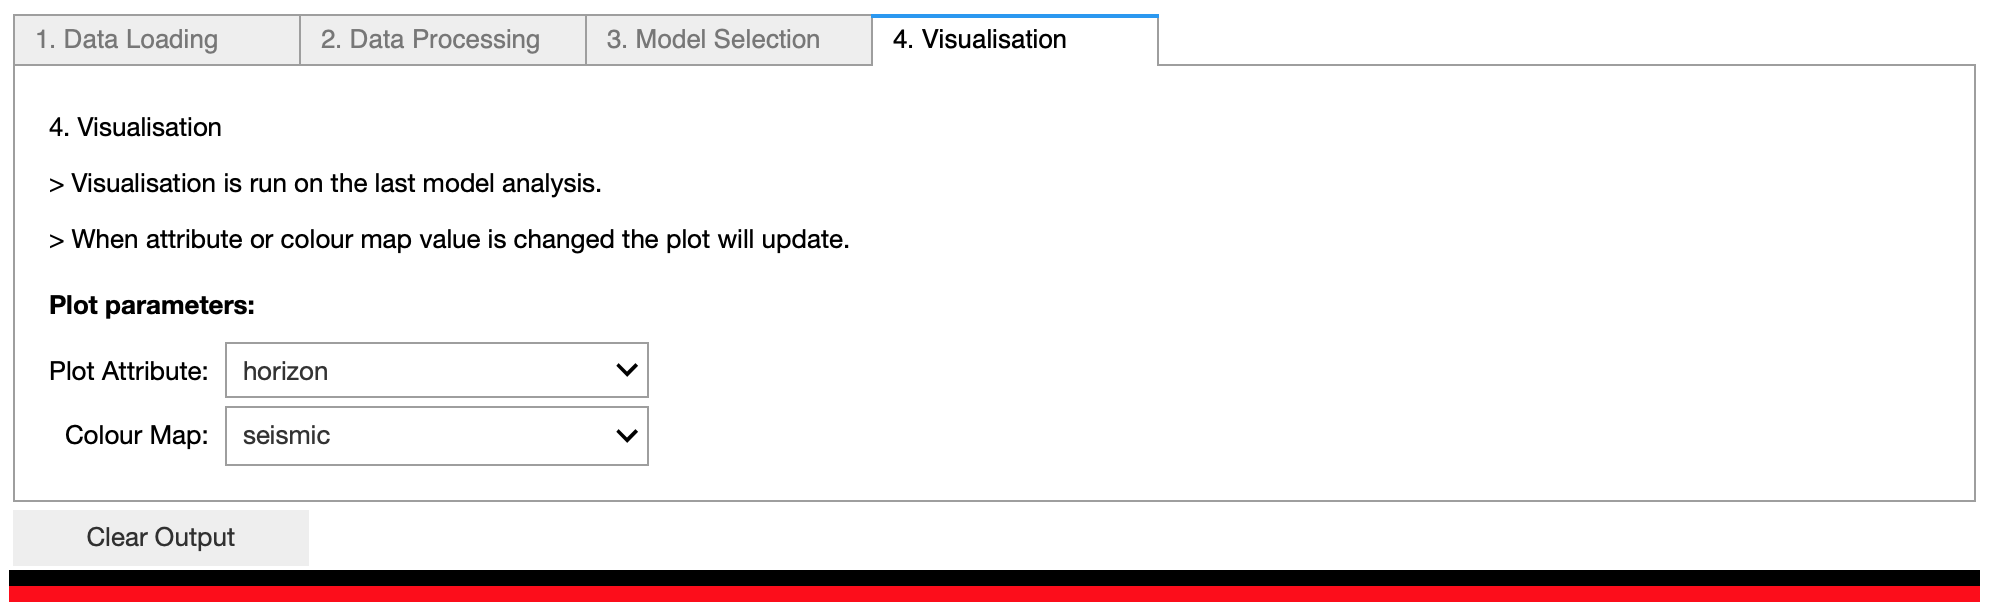 1. Data Loading
2. Data Processing
3. Model Selection
4. Visualisation
4. Visualisation
> Visualisation is run on the last model analysis.
> When attribute or colour map value is changed the plot will update.
Plot parameters:
Plot Attribute: horizon
Colour Map: seismic
Clear Output